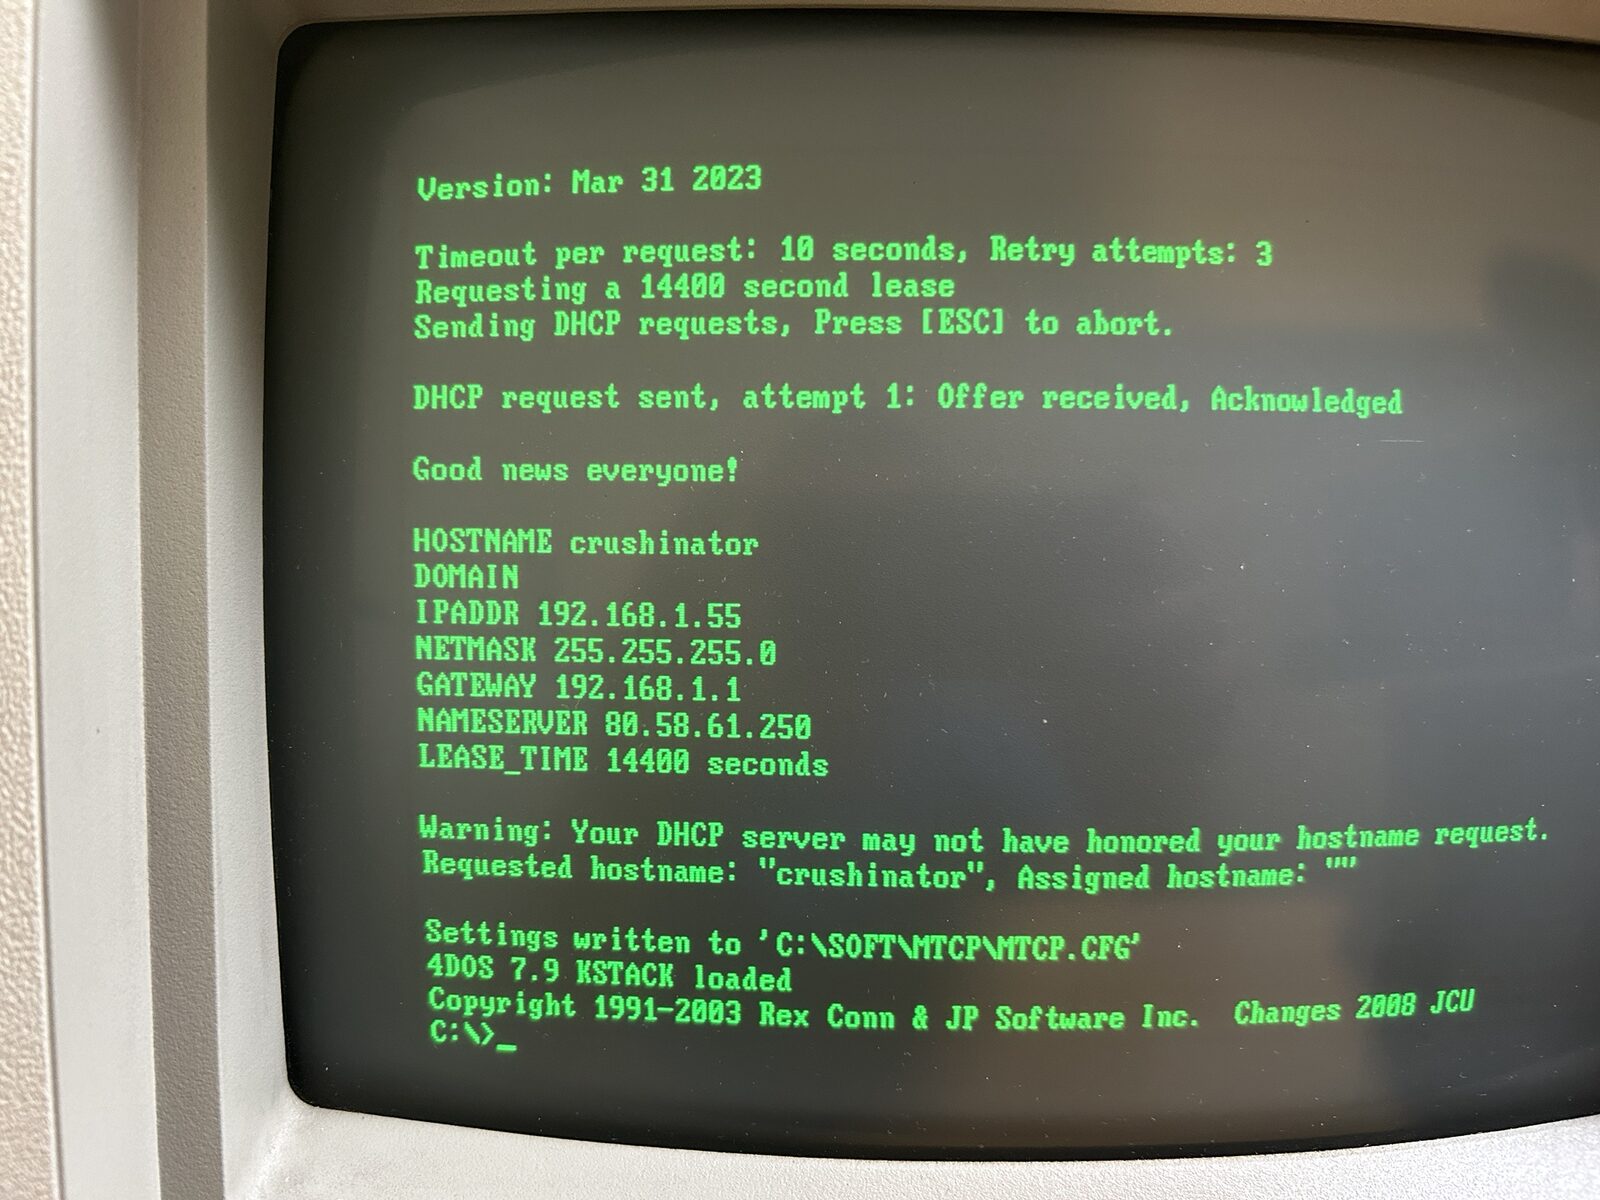 Version: Mar 31 2023
Timeout per request: 10 seconds, Retry attempts: 3
Requesting a 14400 second lease
Sending DHCP requests, Press [ESC] to abort.
DHCP request sent, attempt 1: Offer received, Acknowledged
Good news everyone!
HOSTNAME crushinator
DOMAIN
IPADDR 192.168.1.55
NETMASK 255.255.255.0
GATEWAY 192.168.1.1
NAMESERVER 80.58.61.250
LEASE_TIME 14400 seconds
Warning: Your DHCP server may not have honored your hostname request.
Requested hostname: "crushinator", Assigned hostname: ""
Settings written to 'C:\SOFT\MTCP\MTCP.CFG'
4DOS 7.9 KSTACK loaded
Copyright 1991-2003 Rex Conn & JP Software Inc.  Changes 2008 JCU
C:\>_